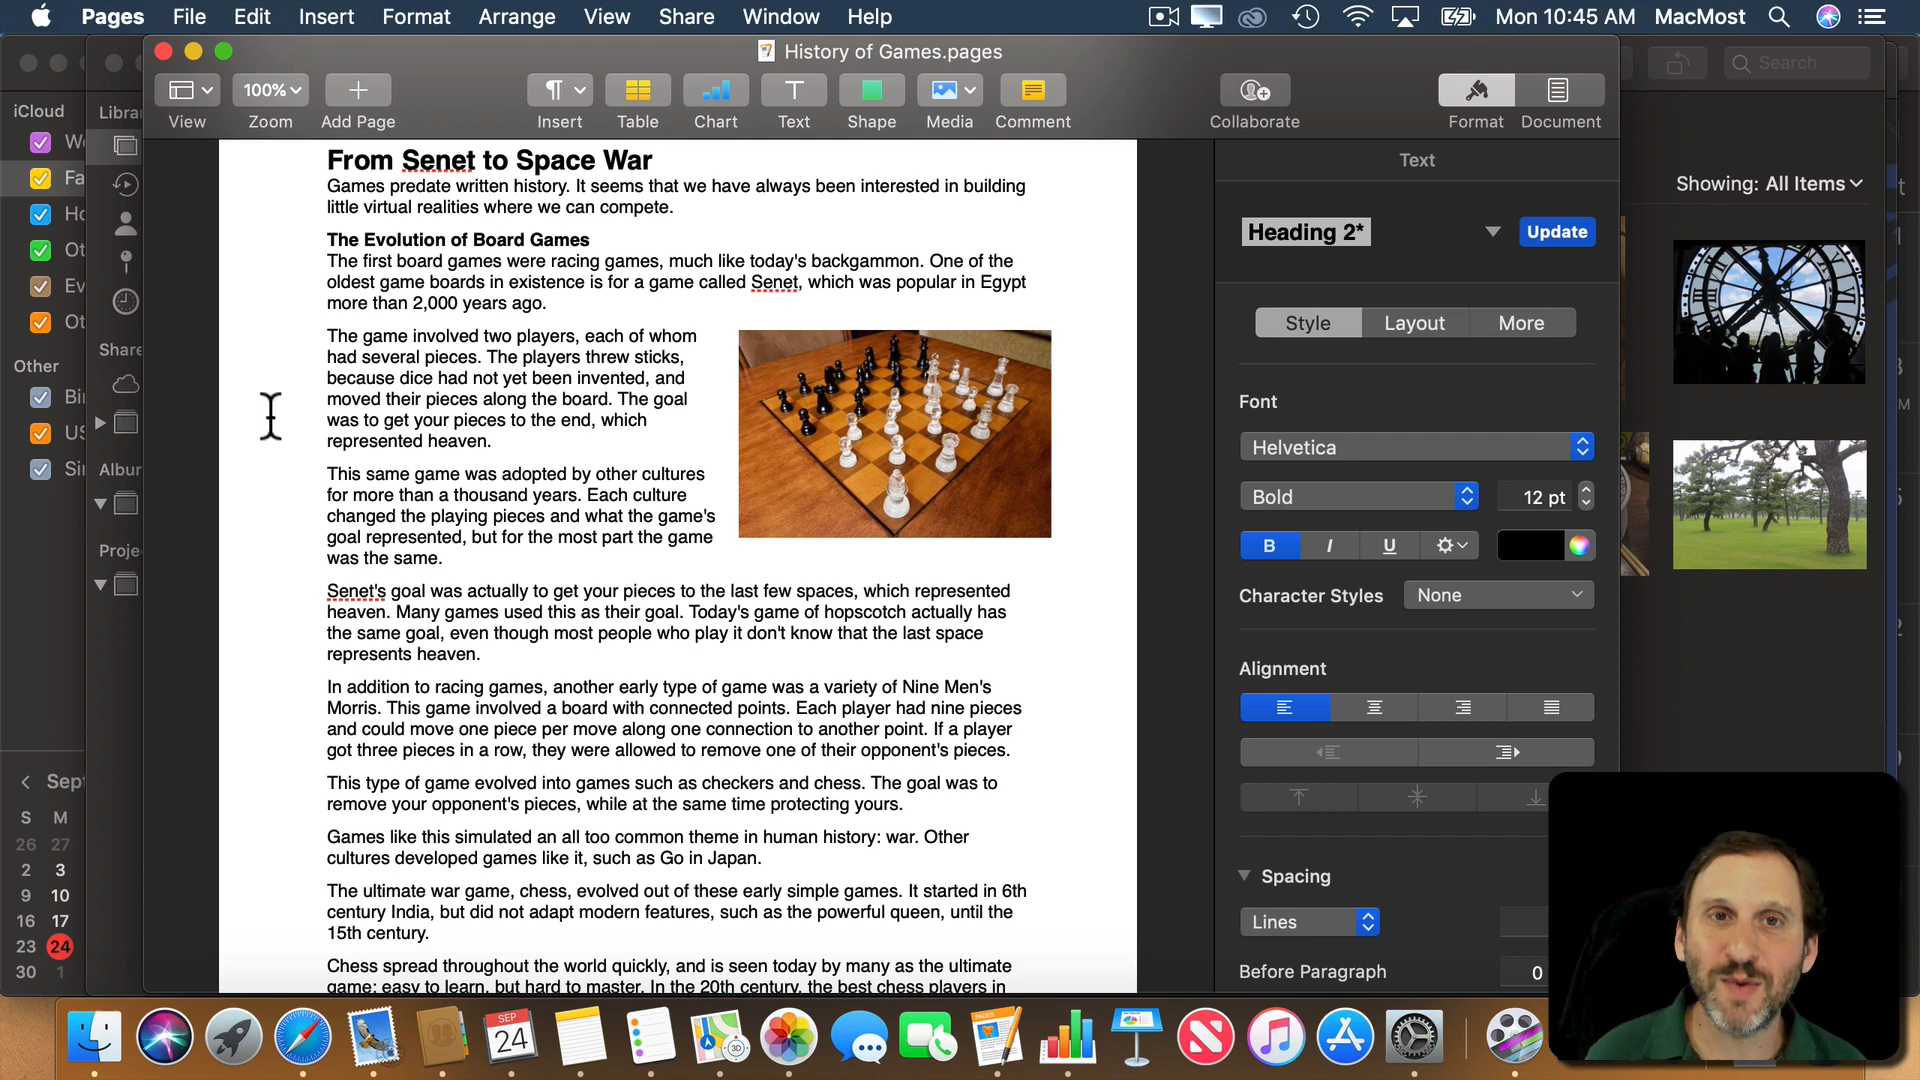 Pages File Edit Insert Format Arrange View Share Window Help
Mon 10:45 AM MacMost
History of Games.pages
100%
View Zoom Add Page Insert Table Chart Text Shape Media Comment Collaborate Format Document
Search
iCloud
Other
Showing: All Items
From Senet to Space War
Games predate written history. It seems that we have always been interested in building
little virtual realities where we can compete.
The Evolution of Board Games
The first board games were racing games, much like today's backgammon. One of the
oldest game boards in existence is for a game called Senet, which was popular in Egypt
more than 2,000 years ago.
The game involved two players, each of whom
had several pieces. The players threw sticks,
because dice had not yet been invented, and
moved their pieces along the board. The goal
was to get your pieces to the end, which
represented heaven.
This same game was adopted by other cultures
for more than a thousand years. Each culture
changed the playing pieces and what the game's
goal represented, but for the most part the game
was the same.
Senet's goal was actually to get your pieces to the last few spaces, which represented
heaven. Many games used this as their goal. Today's game of hopscotch actually has
the same goal, even though most people who play it don't know that the last space
represents heaven.
In addition to racing games, another early type of game was a variety of Nine Men's
Morris. This game involved a board with connected points. Each player had nine pieces
and could move one piece per move along one connection to another point. If a player
got three pieces in a row, they were allowed to remove one of their opponent's pieces.
This type of game evolved into games such as checkers and chess. The goal was to
remove your opponent's pieces, while at the same time protecting yours.
Games like this simulated an all too common theme in human history: war. Other
cultures developed games like it, such as Go in Japan.
The ultimate war game, chess, evolved out of these early simple games. It started in 6th
century India, but did not adapt modern features, such as the powerful queen, until the
15th century.
Chess spread throughout the world quickly, and is seen today by many as the ultimate
game: easy to learn, but hard to master. In the 20th century, the best chess players in
Text
Heading 2*
Update
Style Layout More
Font
Helvetica
Bold 12 pt
B I U
Character Styles None
Alignment
Spacing
Lines
Before Paragraph 0
Sept
S M
26 27
2 3
9 10
16 17
23 24
30 1
SEP
24
PAGES
3D